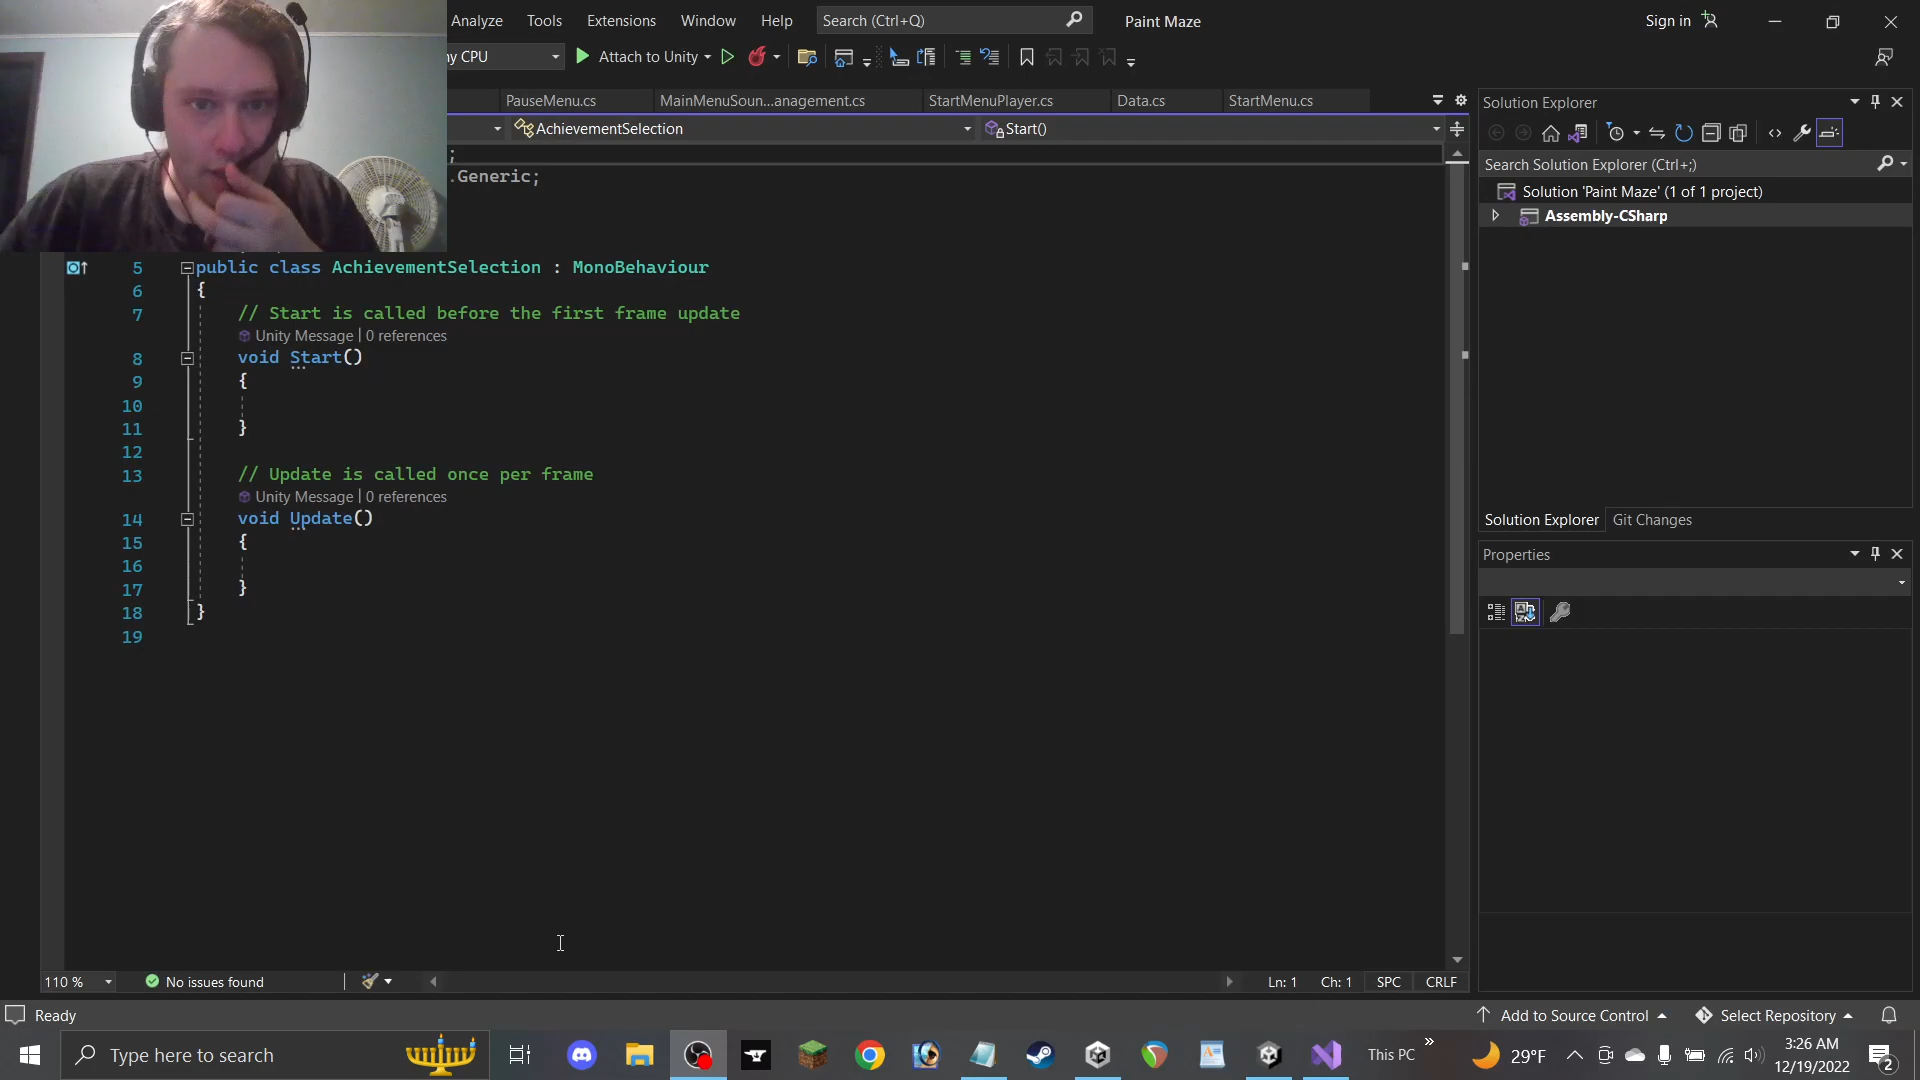 Analyze Tools Extensions Window Help Search (Ctrl+Q) Paint Maze Sign in
ny CPU Attach to Unity
PauseMenu.cs MainMenuSoun...anagement.cs StartMenuPlayer.cs Data.cs StartMenu.cs
AchievementSelection Start()
;
.Generic;
5 public class AchievementSelection : MonoBehaviour
6 {
7 // Start is called before the first frame update
Unity Message | 0 references
8 void Start()
9 {
10
11 }
12
13 // Update is called once per frame
Unity Message | 0 references
14 void Update()
15 {
16
17 }
18 }
19
Solution Explorer
Search Solution Explorer (Ctrl+;)
Solution 'Paint Maze' (1 of 1 project)
Assembly-CSharp
Solution Explorer Git Changes
Properties
110 % No issues found Ln: 1 Ch: 1 SPC CRLF
Ready Add to Source Control Select Repository
Type here to search This PC 29°F 3:26 AM
12/19/2022 2